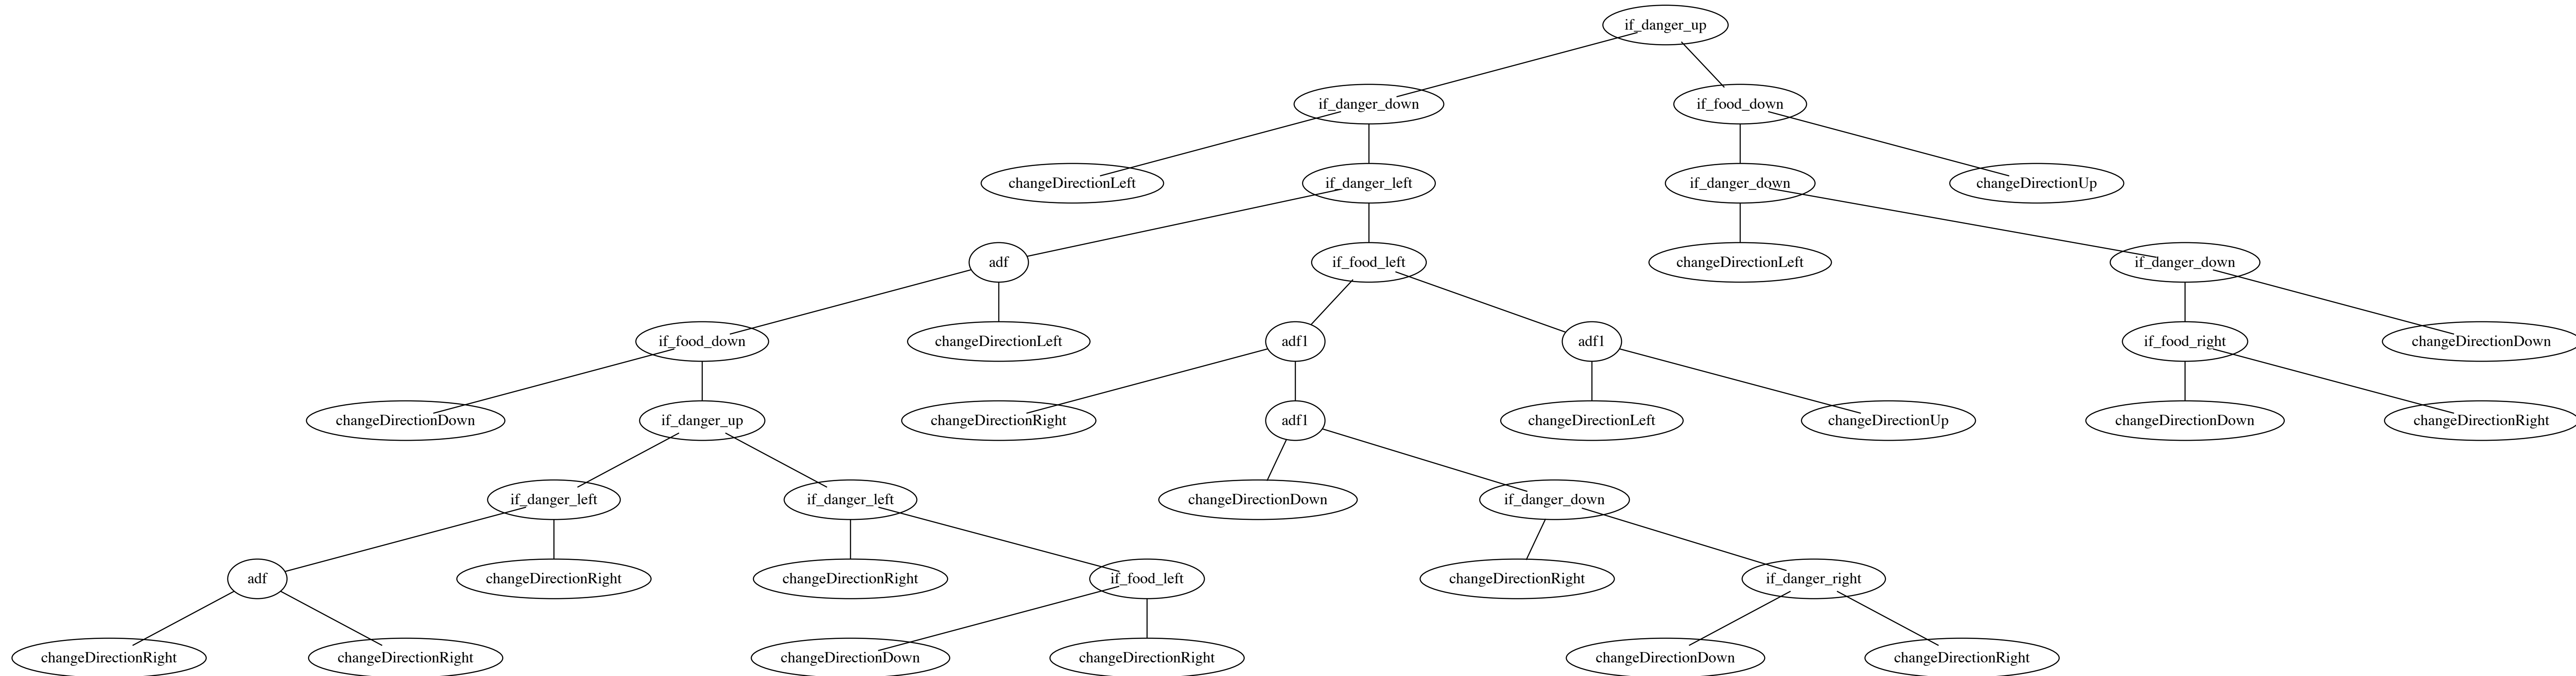 if_danger_up
if_danger_down
if_food_down
changeDirectionLeft
if_danger_left
if_danger_down
changeDirectionUp
adf
if_food_left
changeDirectionLeft
if_danger_down
if_food_down
changeDirectionLeft
adf1
adf1
if_food_right
changeDirectionDown
changeDirectionDown
if_danger_up
changeDirectionRight
adf1
changeDirectionLeft
changeDirectionUp
changeDirectionDown
changeDirectionRight
if_danger_left
if_danger_left
changeDirectionDown
if_danger_down
adf
changeDirectionRight
changeDirectionRight
if_food_left
changeDirectionRight
if_danger_right
changeDirectionRight
changeDirectionRight
changeDirectionDown
changeDirectionRight
changeDirectionDown
changeDirectionRight